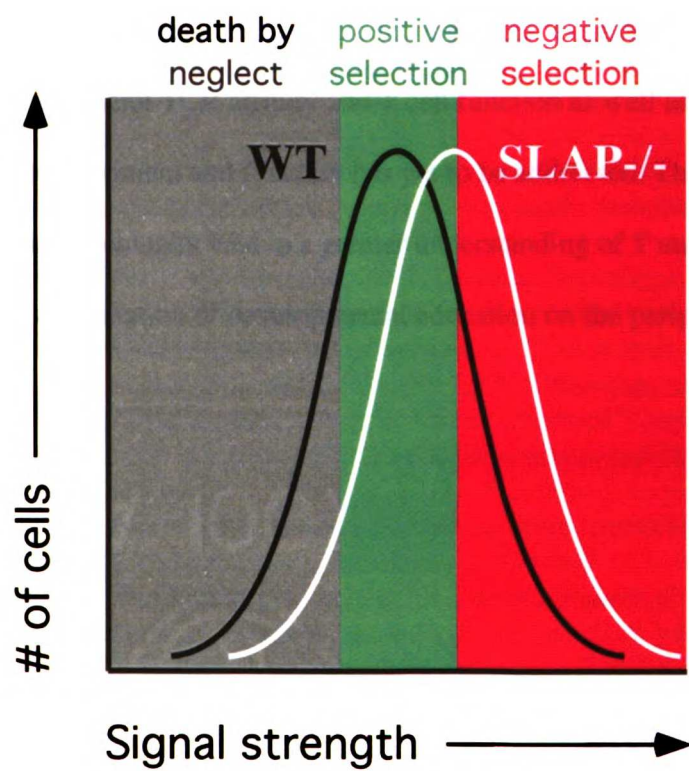 death by
neglect
positive
selection
negative
selection
WT
SLAP-/-
# of cells
Signal strength